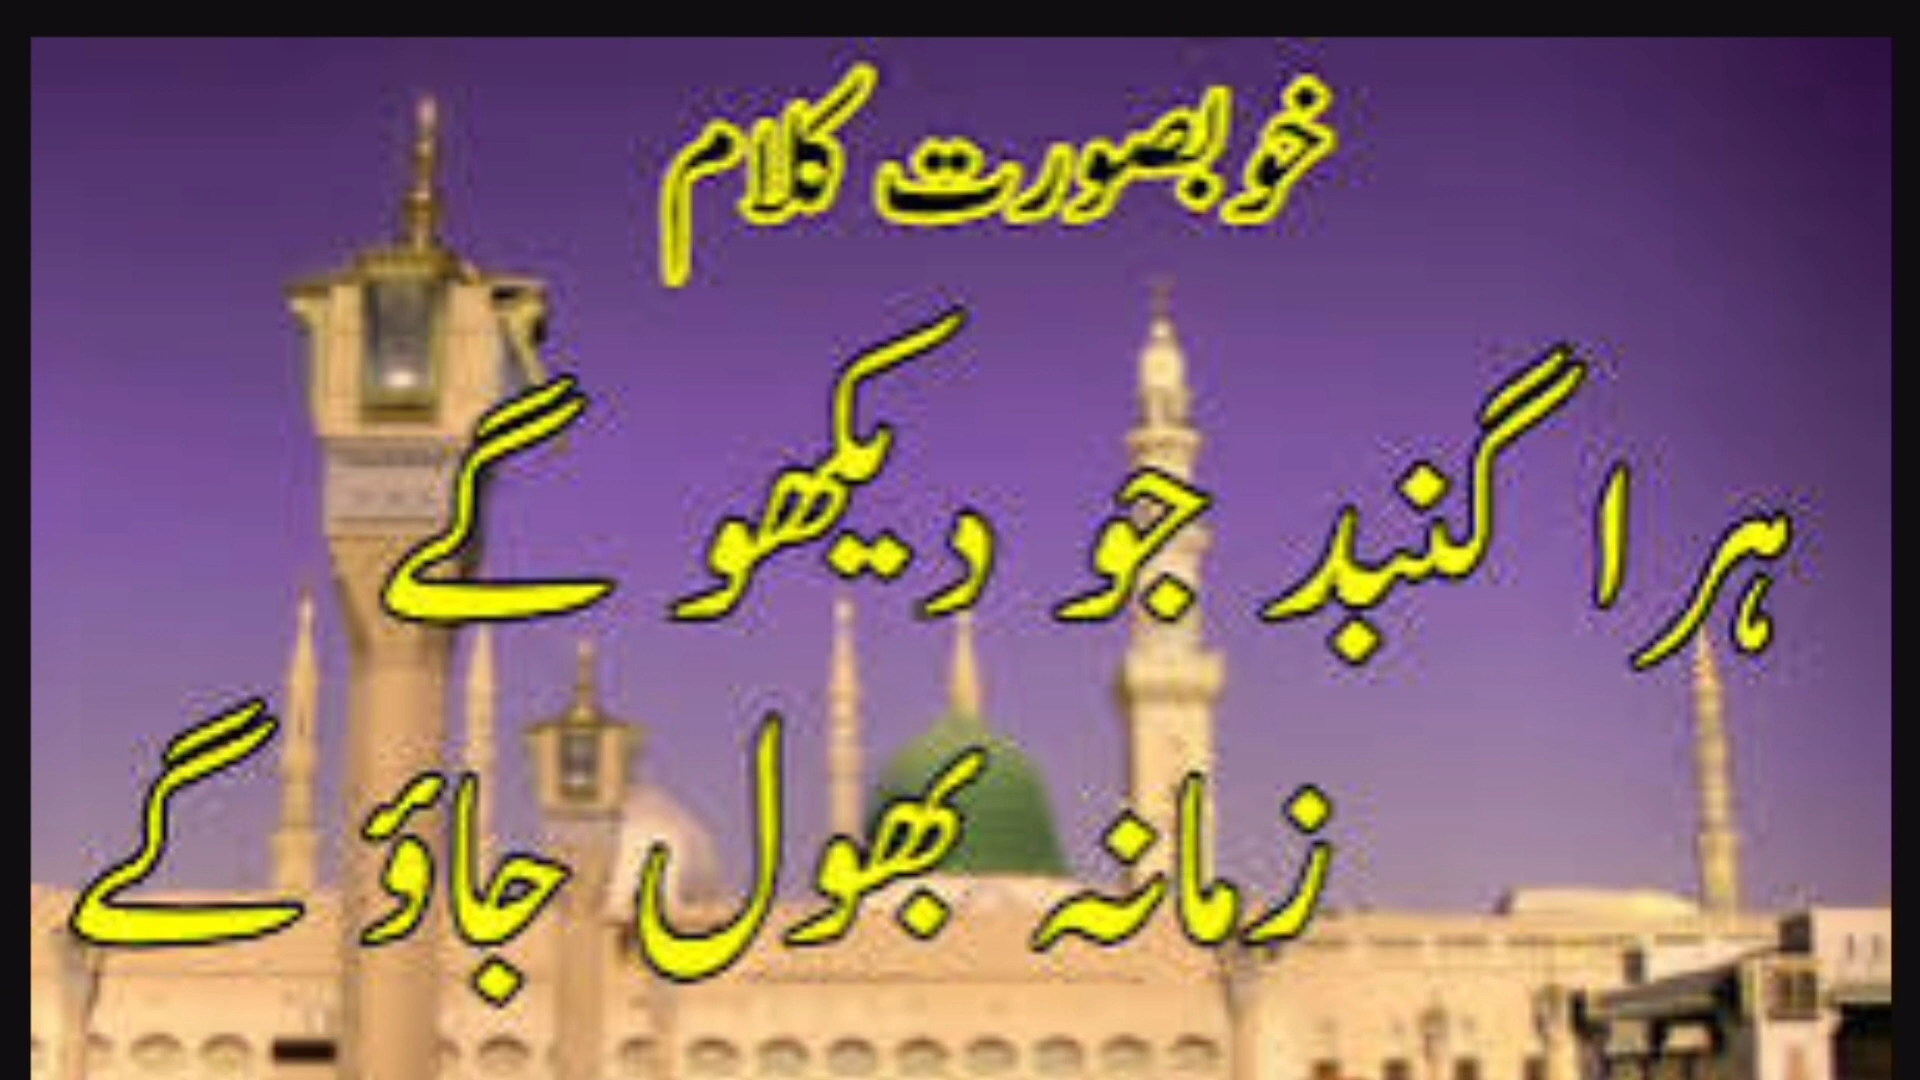 خوبصورت کلام
ہرا گنبد جو دیکھو گے
زمانہ بھول جاؤ گے